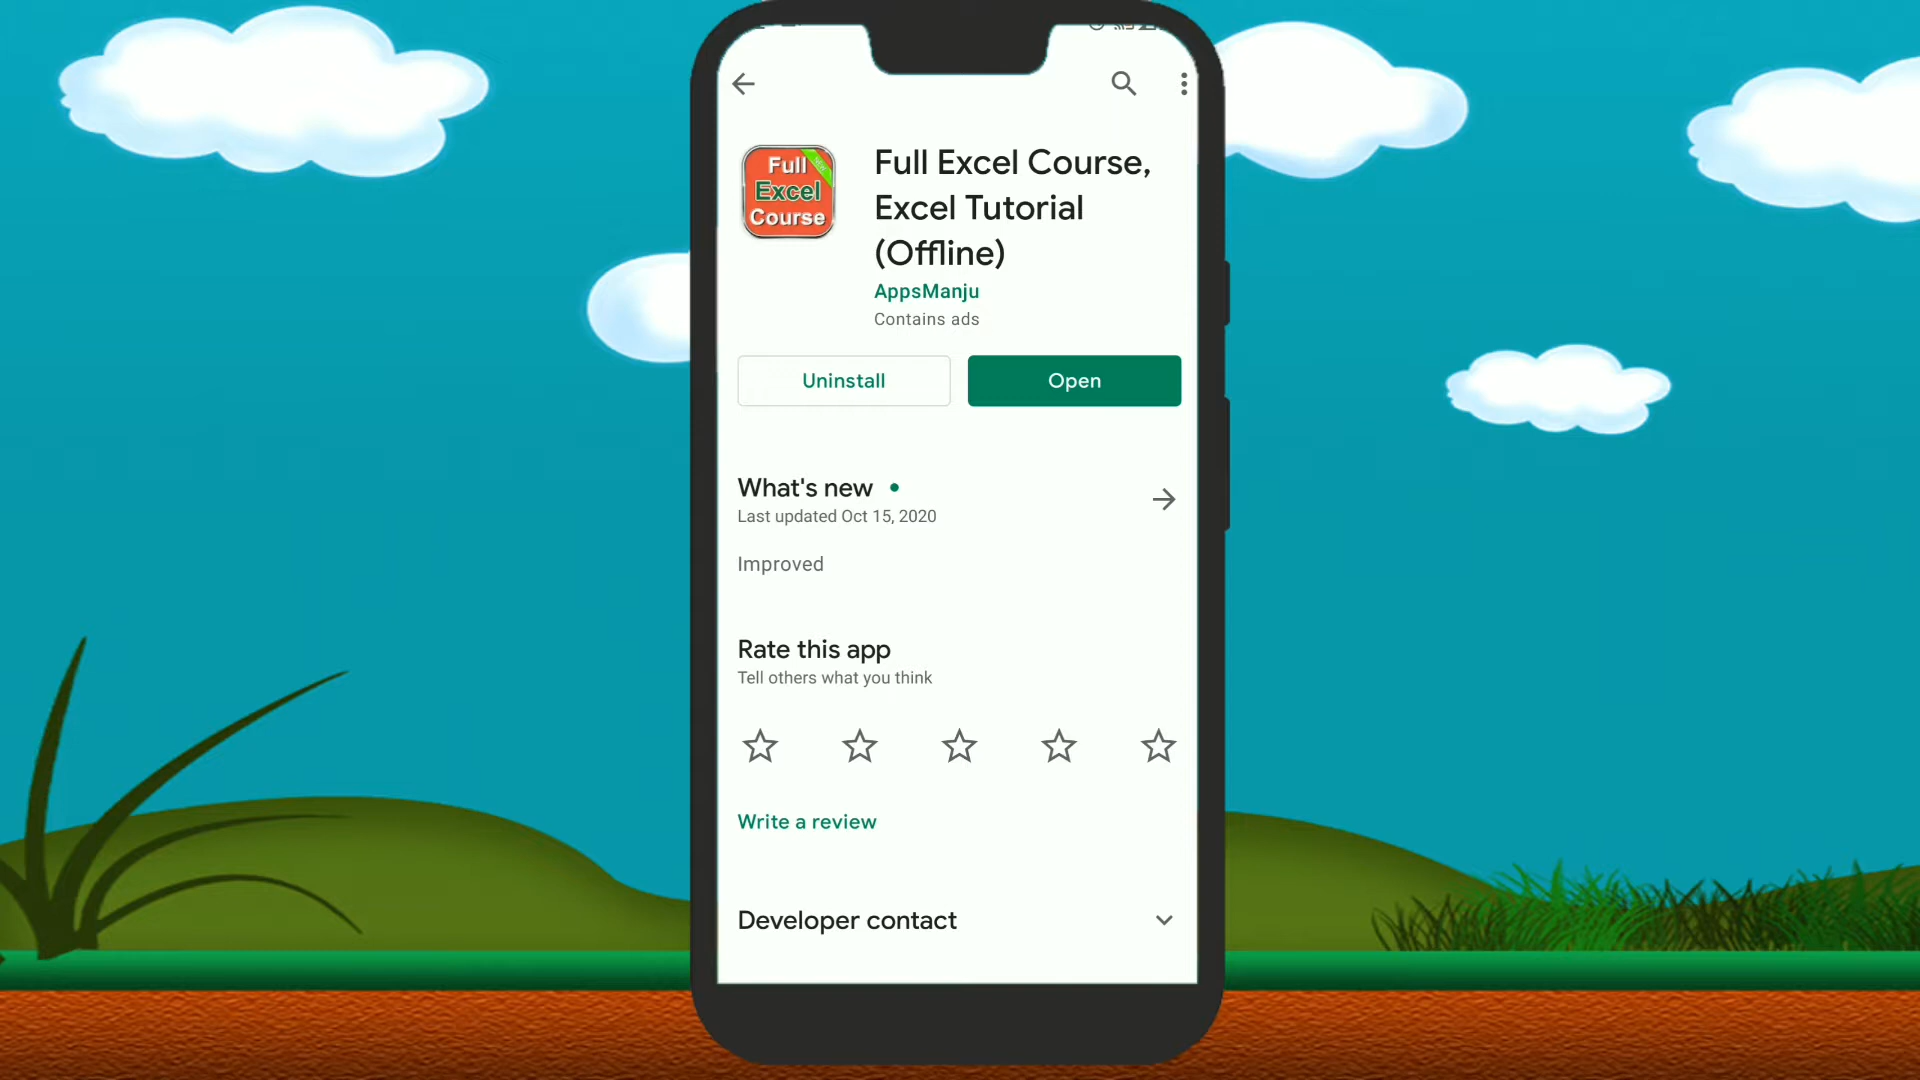 Full
Excel
Course
Full Excel Course,
Excel Tutorial
(Offline)
AppsManju
Contains ads
Uninstall
Open
What's new
Last updated Oct 15, 2020
Improved
Rate this app
Tell others what you think
Write a review
Developer contact